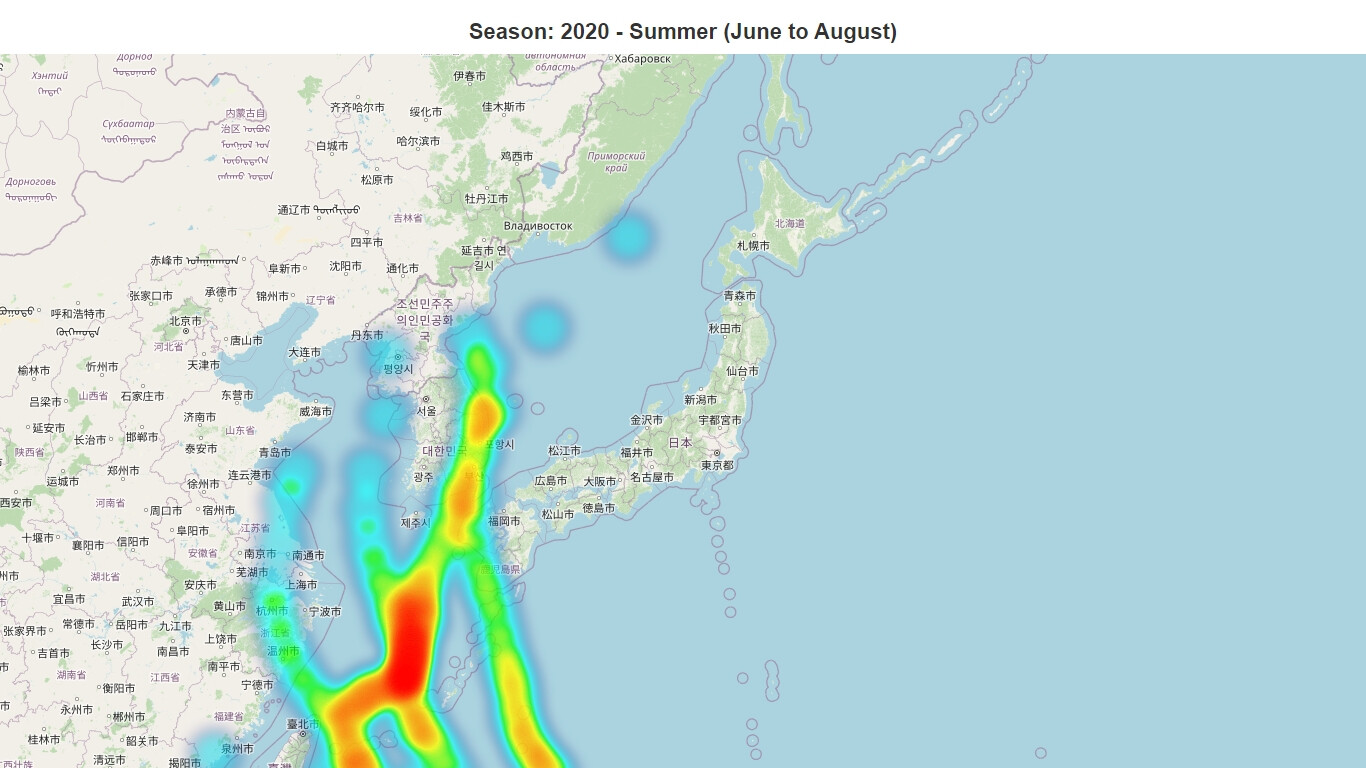 Season: 2020 - Summer (June to August)
Дорнод
автономная
область
Хабаровск
Хэнтий
伊春市
齐齐哈尔市
绥化市
佳木斯市
内蒙古自
治区
Сүхбаатар
白城市
哈尔滨市
鸡西市
Приморский
край
Дорноговь
松原市
牡丹江市
通辽市
吉林省
Владивосток
北海道
四平市
延吉市 연
길시
札幌市
赤峰市
阜新市
沈阳市
通化市
张家口市
承德市
锦州市
辽宁省
조선민주주
의인민공화
국
青森市
呼和浩特市
北京市
丹东市
秋田市
河北省
唐山市
大连市
天津市
평양시
仙台市
榆林市
忻州市
山西省
石家庄市
东营市
吕梁市
威海市
서울
新潟市
延安市
长治市
邯郸市
济南市
山东省
金沢市
宇都宮市
陕西省
泰安市
青岛市
대한민국
포항시
松江市
福井市
日本
东京都
运城市
郑州市
徐州市
连云港市
광주
부산
広島市
大阪市
名古屋市
西安市
河南省
周口市
宿州市
제주시
福岡市
松山市
徳島市
十堰市
襄阳市
信阳市
阜阳市
江苏省
安徽省
南京市
南通市
鹿児島県
州市
湖北省
安庆市
芜湖市
上海市
宜昌市
武汉市
黄山市
杭州市
宁波市
张家界市
常德市
岳阳市
九江市
上饶市
浙江省
吉首市
长沙市
南昌市
温州市
湖南省
江西省
南平市
衡阳市
宁德市
永州市
郴州市
福建省
臺北市
桂林市
韶关市
泉州市
清远市
揭阳市